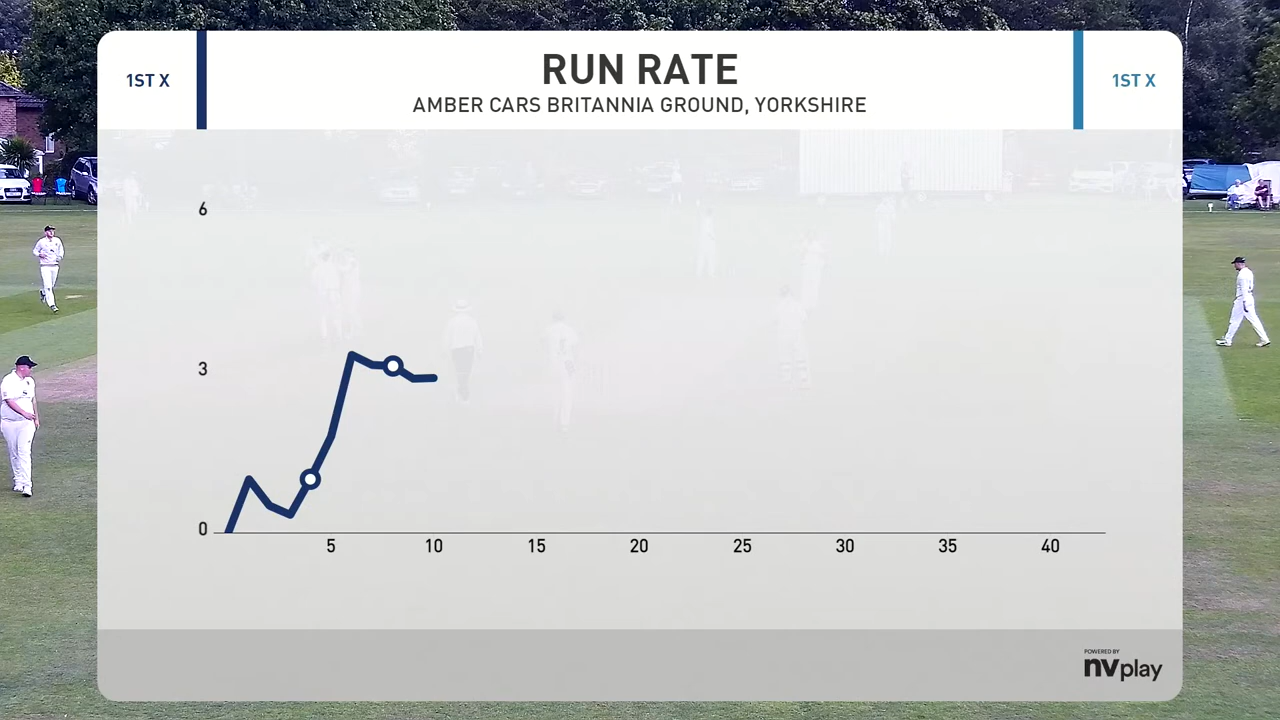 1ST X
RUN RATE
AMBER CARS BRITANNIA GROUND, YORKSHIRE
1ST X
6
3
0
5 10 15 20 25 30 35 40
POWERED BY
nvplay